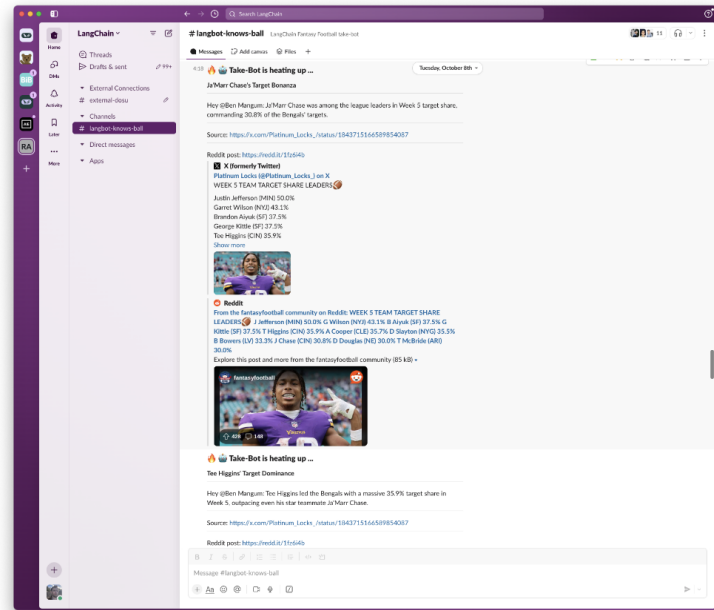 Search LangChain
LangChain
Home
DMs
Activity
Later
More
RA
Threads
Drafts & sent
99+
External Connections
# external-dosu
Channels
# langbot-knows-ball
Direct messages
Apps
# langbot-knows-ball LangChain Fantasy Football take-bot
11
Messages Add canvas Files +
Tuesday, October 8th
4:18 🔥 🤖 Take-Bot is heating up ...
Ja'Marr Chase's Target Bonanza
Hey @Ben Mangum: Ja'Marr Chase was among the league leaders in Week 5 target share,
commanding 30.8% of the Bengals' targets.
Source: https://x.com/Platinum_Locks_/status/1843715166589854087
Reddit post: https://redd.it/1fz6i4b
X (formerly Twitter)
Platinum Locks (@Platinum_Locks_) on X
WEEK 5 TEAM TARGET SHARE LEADERS🏈
Justin Jefferson (MIN) 50.0%
Garret Wilson (NYJ) 43.1%
Brandon Aiyuk (SF) 37.5%
George Kittle (SF) 37.5%
Tee Higgins (CIN) 35.9%
Show more
Reddit
From the fantasyfootball community on Reddit: WEEK 5 TEAM TARGET SHARE
LEADERS🏈 J Jefferson (MIN) 50.0% G Wilson (NYJ) 43.1% B Aiyuk (SF) 37.5% G
Kittle (SF) 37.5% T Higgins (CIN) 35.9% A Cooper (CLE) 35.7% D Slayton (NYG) 35.5%
B Bowers (LV) 33.3% J Chase (CIN) 30.8% D Douglas (NE) 30.0% T McBride (ARI)
30.0%
Explore this post and more from the fantasyfootball community (85 kB)
fantasyfootball
428 148
🔥 🤖 Take-Bot is heating up ...
Tee Higgins' Target Dominance
Hey @Ben Mangum: Tee Higgins led the Bengals with a massive 35.9% target share in
Week 5, outpacing even his star teammate Ja'Marr Chase.
Source: https://x.com/Platinum_Locks_/status/1843715166589854087
Reddit post: https://redd.it/1fz6i4b
Message #langbot-knows-ball
Aa